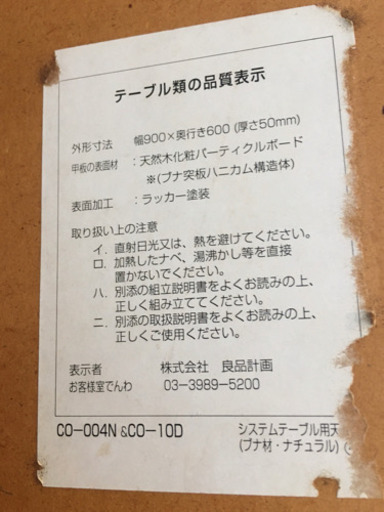 テーブル類の品質表示
外形寸法 幅900×奥行き600 (厚さ50mm)
甲板の表面材 : 天然木化粧パーティクルボード
※(ブナ突板ハニカム構造体)
表面加工 : ラッカー塗装
取り扱い上の注意
イ. 直射日光又は、熱を避けてください。
ロ. 加熱したナベ、湯沸かし等を直接
置かないでください。
ハ. 別添の組立説明書をよくお読みの上、
正しく組み立ててください。
ニ. 別添の取扱説明書をよくお読みの上、
正しくご使用ください。
表示者 株式会社 良品計画
お客様室でんわ 03-3989-5200
CO-004N &CO-10D システムテーブル用天
(ブナ材・ナチュラル)